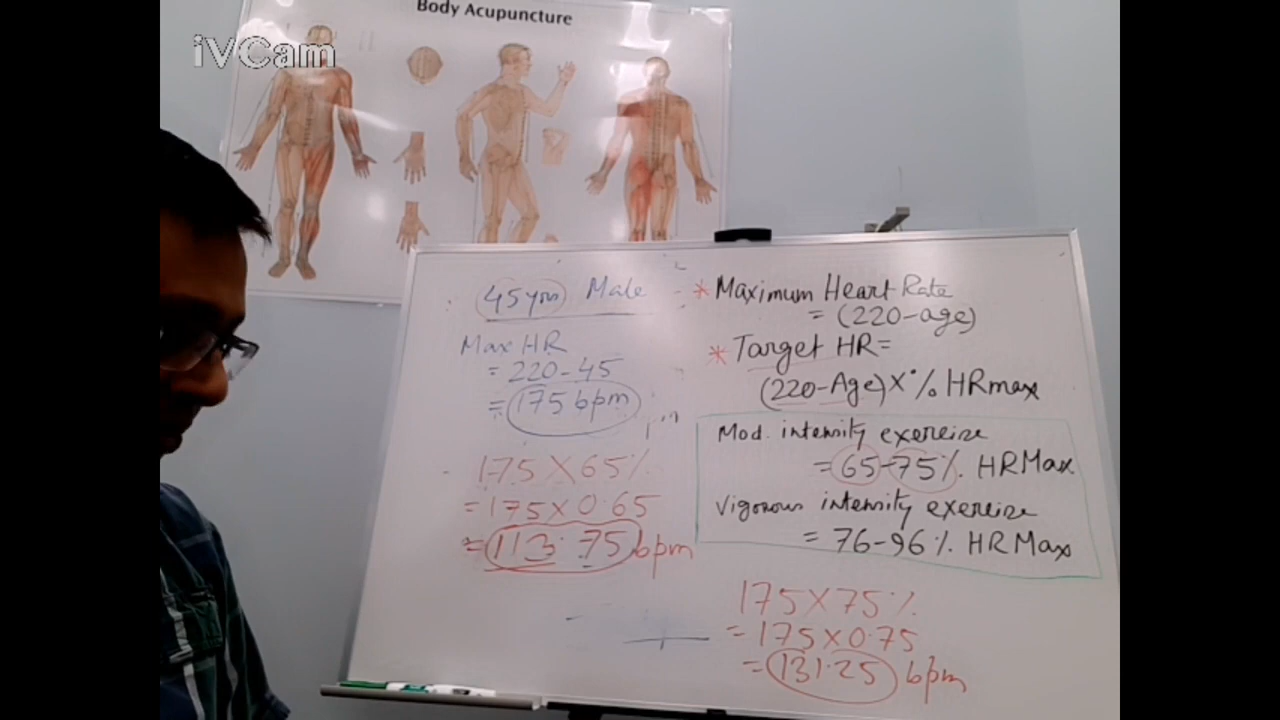 Body Acupuncture
iVCam
45 yrs Male
Max HR
= 220-45
= 175 bpm
175 X 65%
= 175 X 0.65
= 113.75 bpm
* Maximum Heart Rate
= (220-age)
* Target HR=
(220-Age) X % HRmax
Mod. intensity exercise
= 65-75% HRMax
Vigorous intensity exercise
= 76-96% HRMax
175 X 75%
= 175 X 0.75
= 131.25 bpm